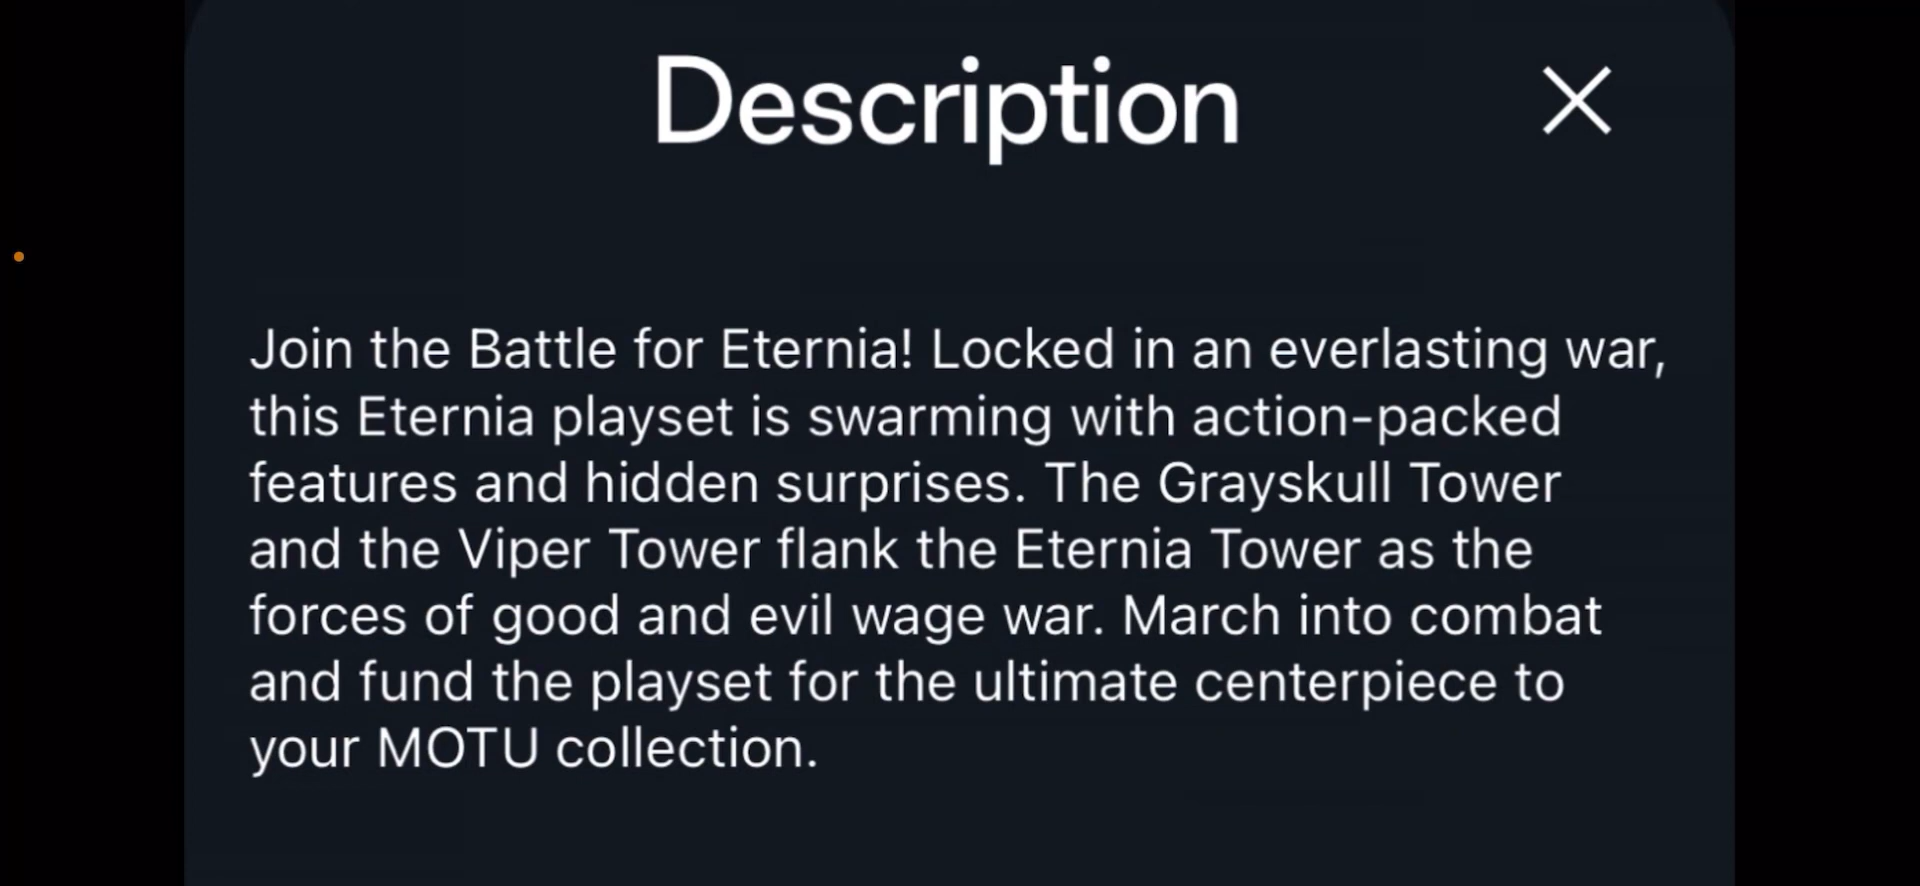 Description
Join the Battle for Eternia! Locked in an everlasting war,
this Eternia playset is swarming with action-packed
features and hidden surprises. The Grayskull Tower
and the Viper Tower flank the Eternia Tower as the
forces of good and evil wage war. March into combat
and fund the playset for the ultimate centerpiece to
your MOTU collection.